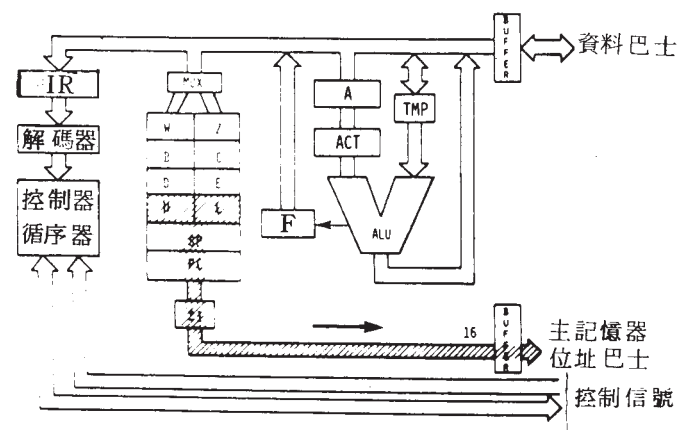 BUFFER
資料巴士
IR
MUX
A
TMP
解碼器
W Z
ACT
B C
D E
控制器
循序器
H L
F
ALU
SP
PC
16
BUFFER
主記憶器
位址巴士
控制信號